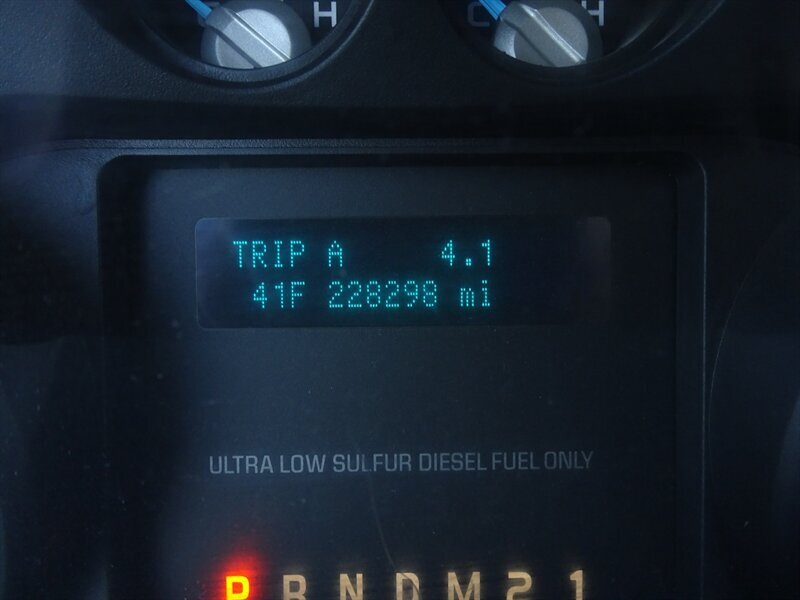 C H C H
TRIP A 4.1
41F 228298 mi
ULTRA LOW SULFUR DIESEL FUEL ONLY
P R N D M 2 1